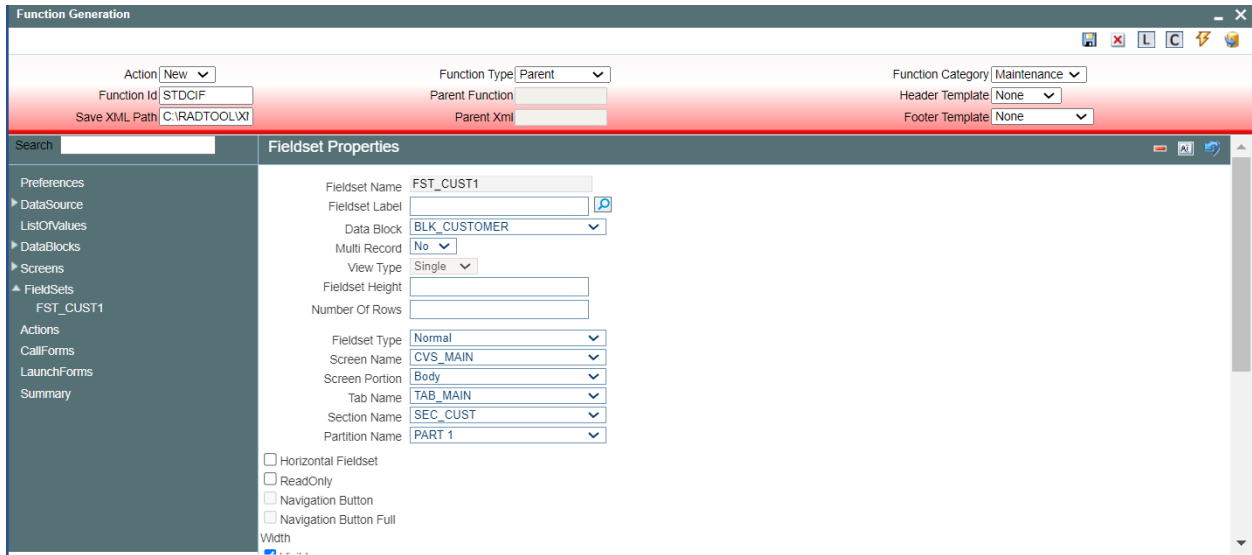 Function Generation
L C
Action New Function Type Parent Function Category Maintenance
Function Id STDCIF Parent Function Header Template None
Save XML Path C:\RADTOOL\XI Parent Xml Footer Template None
Search Fieldset Properties
Preferences
DataSource
ListOfValues
DataBlocks
Screens
FieldSets
FST_CUST1
Actions
CallForms
LaunchForms
Summary
Fieldset Name FST_CUST1
Fieldset Label
Data Block BLK_CUSTOMER
Multi Record No
View Type Single
Fieldset Height
Number Of Rows
Fieldset Type Normal
Screen Name CVS_MAIN
Screen Portion Body
Tab Name TAB_MAIN
Section Name SEC_CUST
Partition Name PART 1
Horizontal Fieldset
ReadOnly
Navigation Button
Navigation Button Full
Width